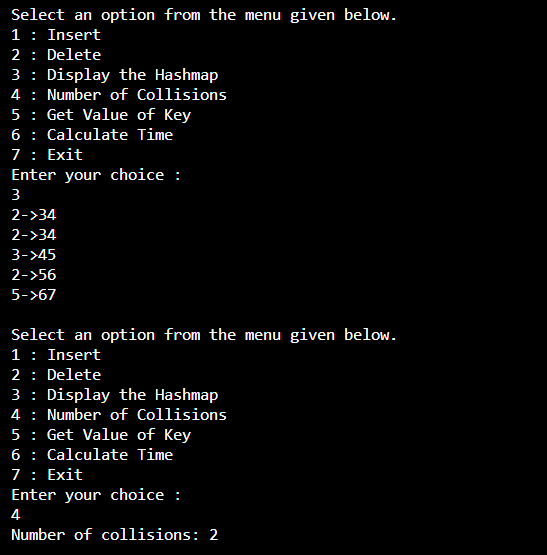 Select an option from the menu given below.
1 : Insert
2 : Delete
3 : Display the Hashmap
4 : Number of Collisions
5 : Get Value of Key
6 : Calculate Time
7 : Exit
Enter your choice :
3
2->34
2->34
3->45
2->56
5->67

Select an option from the menu given below.
1 : Insert
2 : Delete
3 : Display the Hashmap
4 : Number of Collisions
5 : Get Value of Key
6 : Calculate Time
7 : Exit
Enter your choice :
4
Number of collisions: 2